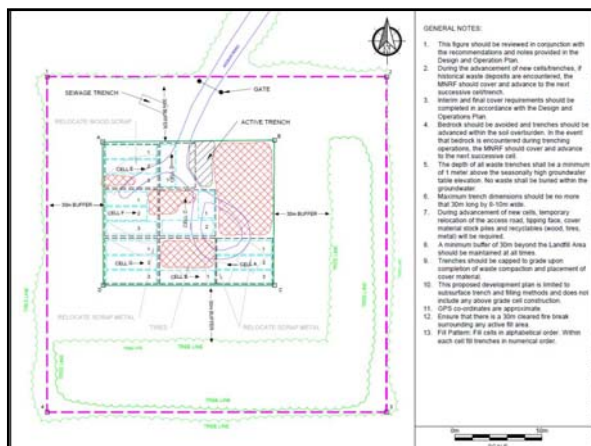 GENERAL NOTES:
1. This figure should be reviewed in conjunction with
the recommendations and notes provided in the
Design and Operation Plan.
2. During the advancement of new cells/trenches, if
historical waste deposits are encountered, the
MNRF should cover and advance to the next
successive cell/trench.
3. Interim and final cover requirements should be
completed in accordance with the Design and
Operations Plan.
4. Bedrock should be avoided and trenches should be
advanced within the soil overburden. In the event
that bedrock is encountered during trenching
operations, the MNRF should cover and advance
to the next successive cell.
5. The depth of all waste trenches shall be a minimum
of 1 meter above the seasonally high groundwater
table elevation. No waste shall be buried within the
groundwater.
6. Maximum trench dimensions should be no more
that 30m long by 8-10m wide.
7. During advancement of new cells, temporary
relocation of the access road, tipping face, cover
material stock piles and recyclables (wood, tires,
metal) will be required.
8. A minimum buffer of 30m beyond the Landfill Area
should be maintained at all times.
9. Trenches should be capped to grade upon
completion of waste compaction and placement of
cover material.
10. This proposed development plan is limited to
subsurface trench and filling methods and does not
include any above grade cell construction.
11. GPS co-ordinates are approximate.
12. Ensure that there is a 30m cleared fire break
surrounding any active fill area.
13. Fill Pattern: Fill cells in alphabetical order. Within
each cell fill trenches in numerical order.
0m 50m
SCALE
SEWAGE TRENCH
GATE
30m BUFFER
RELOCATE WOOD SCRAP
ACTIVE TRENCH
A
B
CELL E
CELL F
30m BUFFER
30m BUFFER
CELL G
CELL B
CELL A
D
C
RELOCATE SCRAP METAL
TIRES
RELOCATE SCRAP METAL
30m BUFFER
TREE LINE
TREE LINE
TREE LINE
TREE LINE
TREE LINE